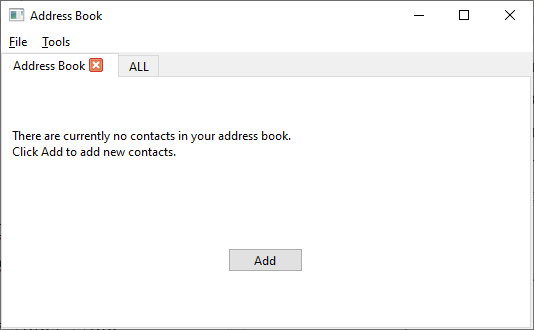 Address Book
File Tools
Address Book ALL
There are currently no contacts in your address book.
Click Add to add new contacts.
Add